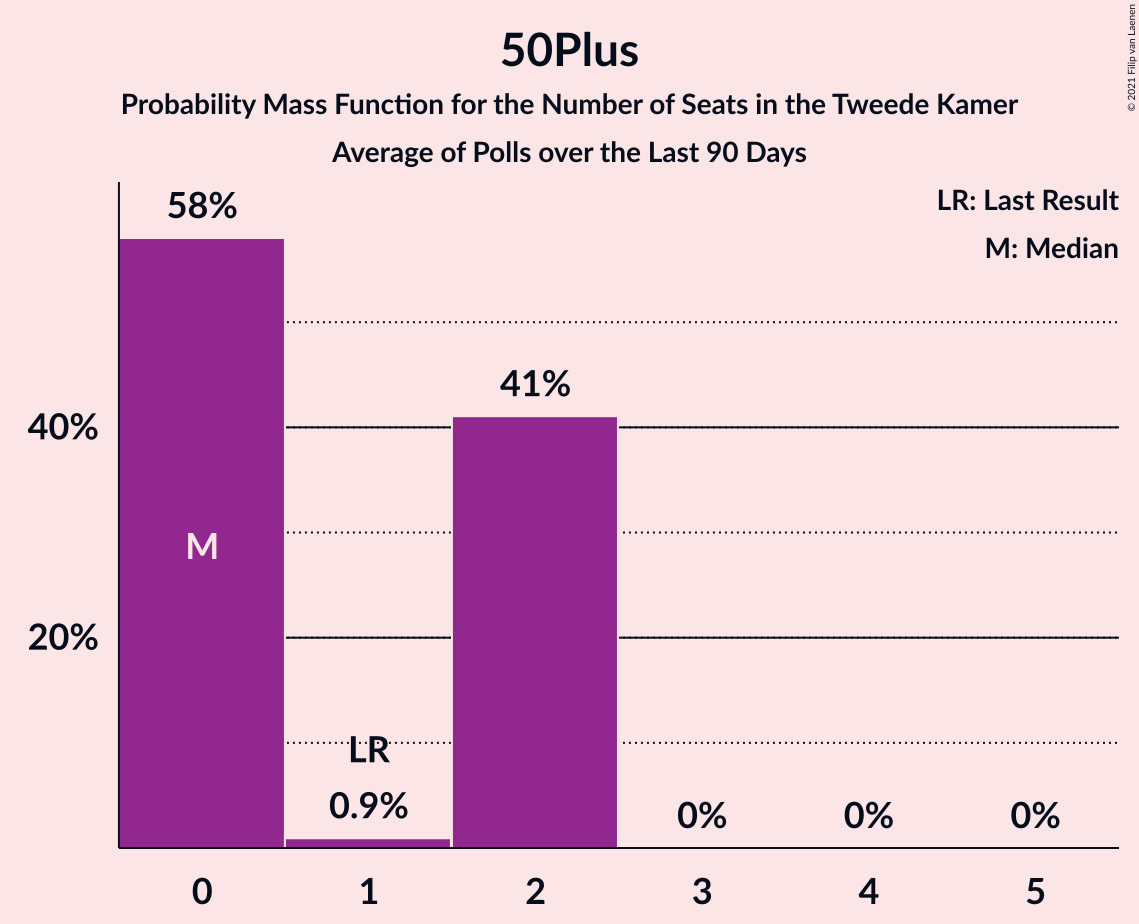 50Plus
Probability Mass Function for the Number of Seats in the Tweede Kamer
Average of Polls over the Last 90 Days
© 2021 Filip van Laenen
LR: Last Result
M: Median
58%
41%
40%
M
20%
LR
0.9%
0%
0%
0%
0
1
2
3
4
5